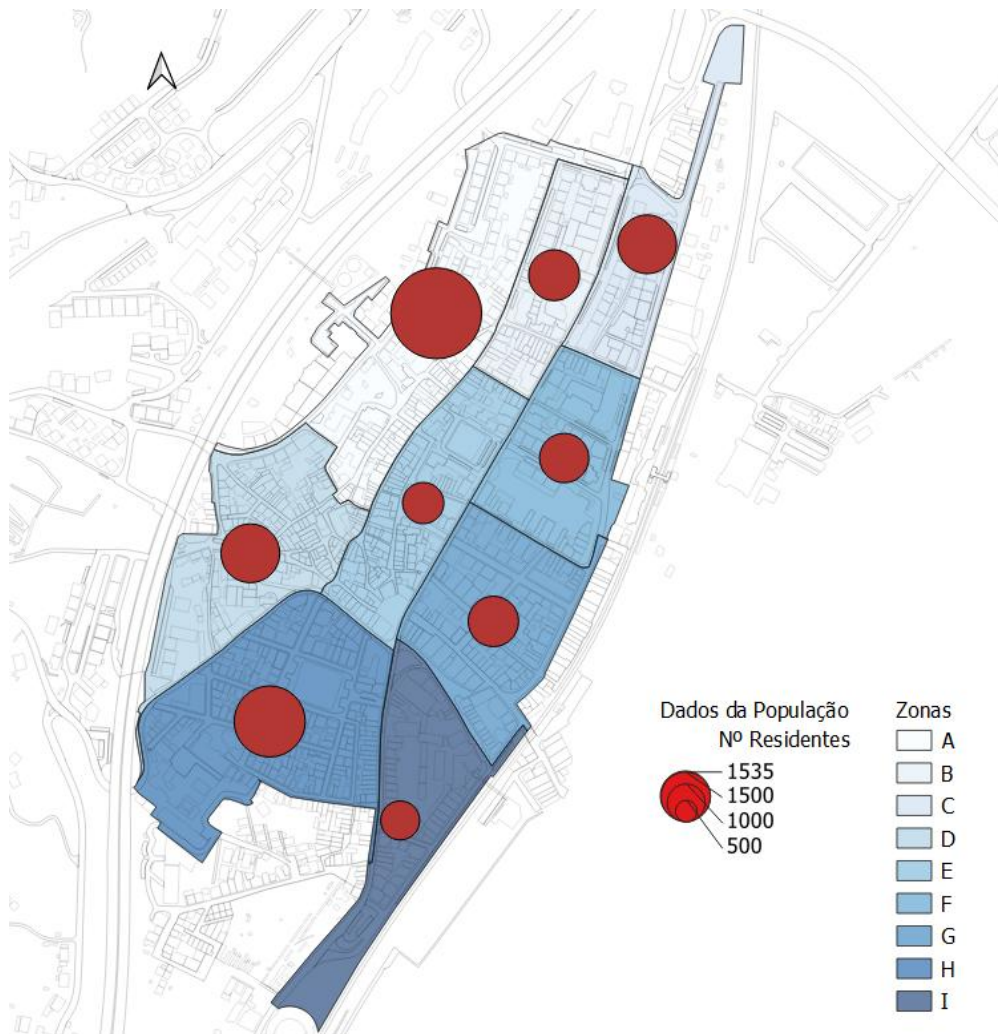 Dados da População
Nº Residentes
1535
1500
1000
500
Zonas
A
B
C
D
E
F
G
H
I